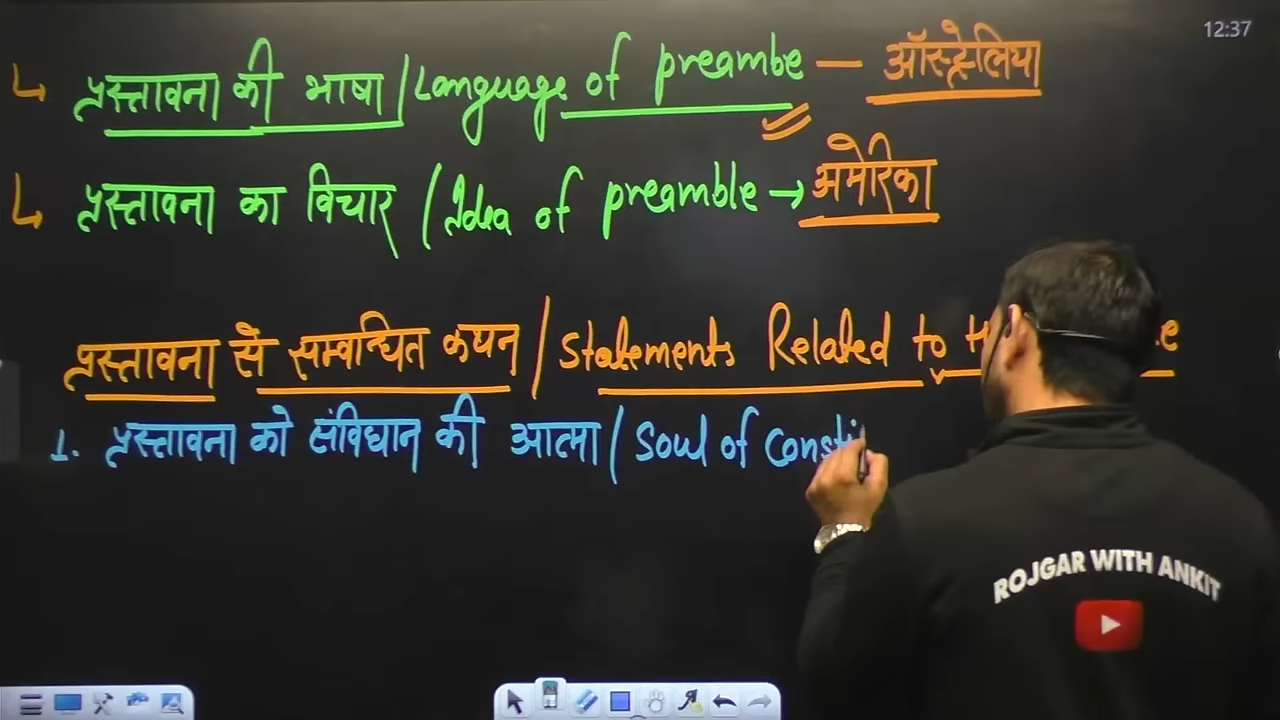 12:37
↳ प्रस्तावना की भाषा / Language of preambe — ऑस्ट्रेलिया
↳ प्रस्तावना का विचार / Idea of preamble → अमेरिका
प्रस्तावना से सम्बन्धित कथन / Statements Related to
1. प्रस्तावना को संविधान की आत्मा / Soul of Consti
ROJGAR WITH ANKIT